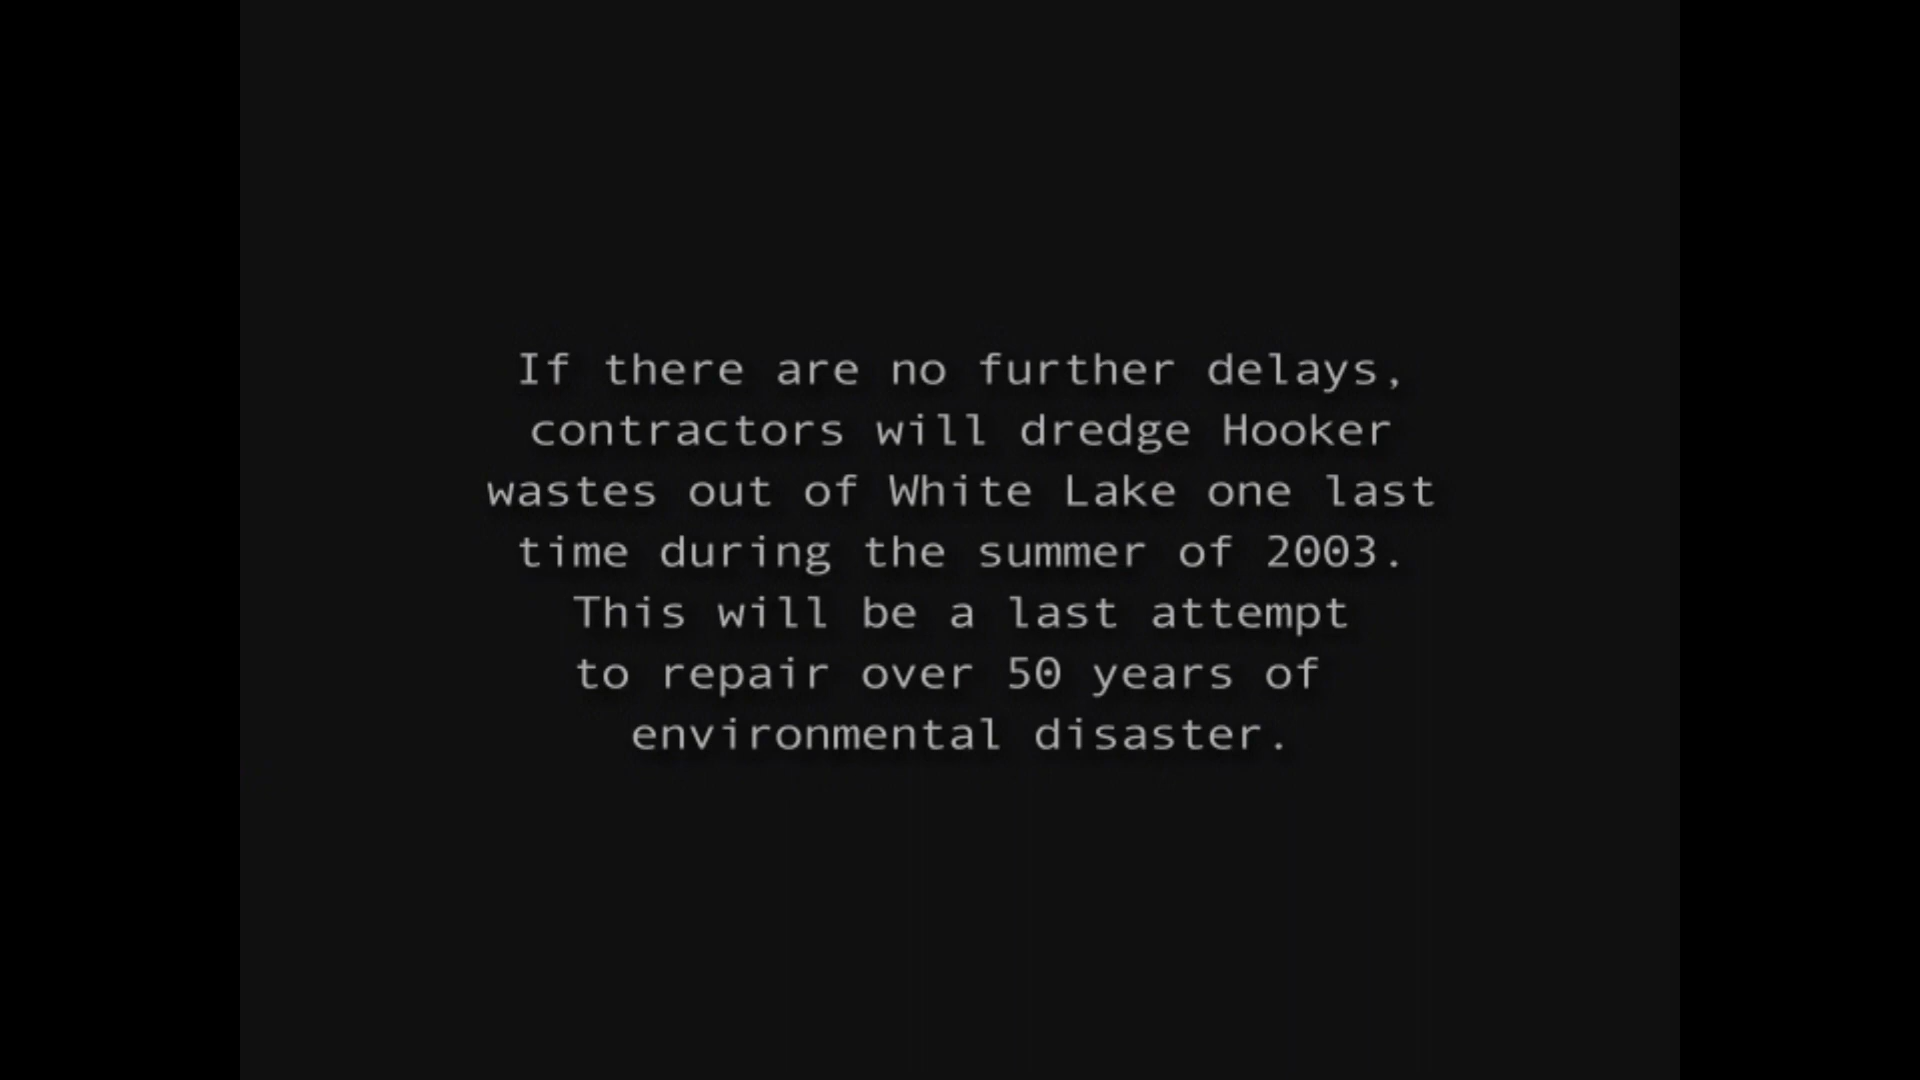 If there are no further delays,
contractors will dredge Hooker
wastes out of White Lake one last
time during the summer of 2003.
This will be a last attempt
to repair over 50 years of
environmental disaster.